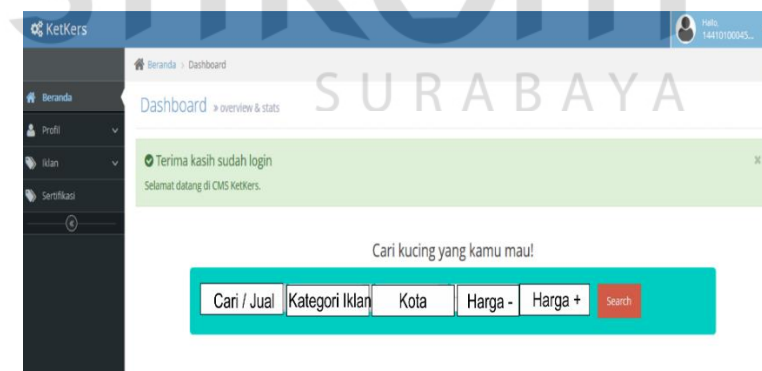 KetKers
Hallo,
14410100045...
Beranda > Dashboard
SURABAYA
Beranda
Dashboard » overview & stats
Profil
Iklan
Terima kasih sudah login
Selamat datang di CMS KetKers.
Sertifikasi
Cari kucing yang kamu mau!
Cari / Jual Kategori Iklan Kota Harga - Harga + Search